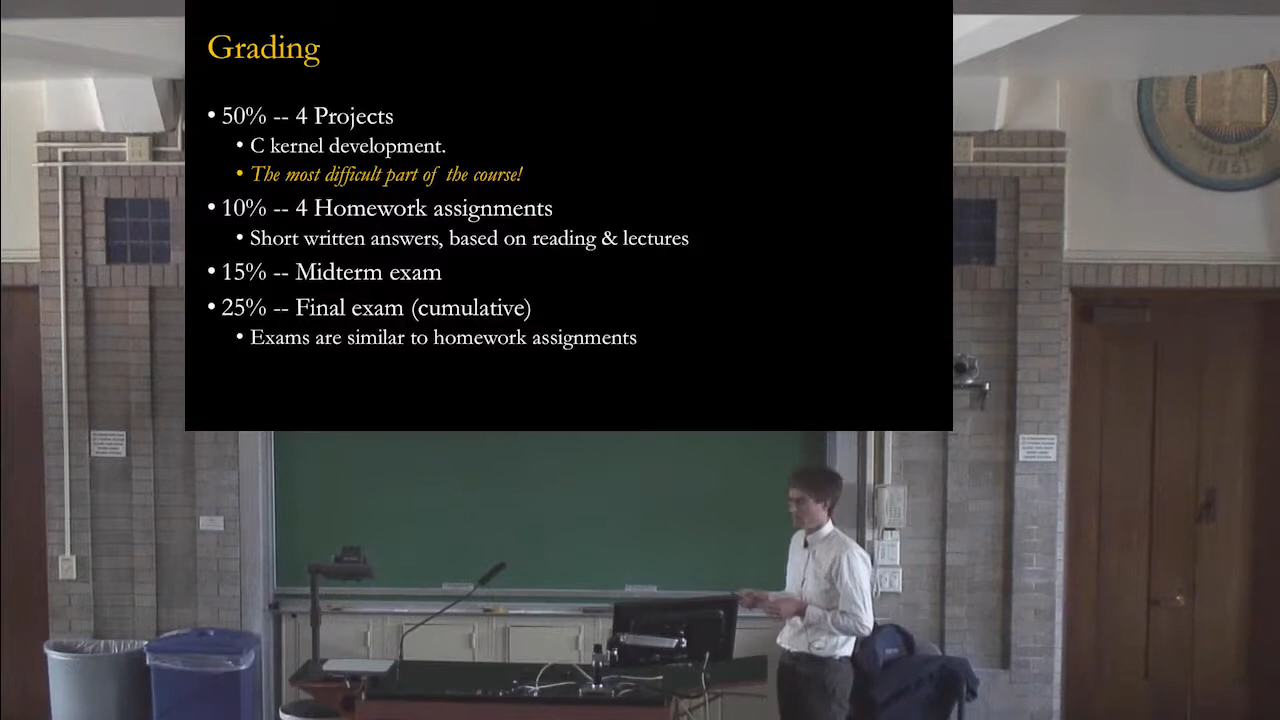 Grading
• 50% -- 4 Projects
• C kernel development.
• The most difficult part of the course!
• 10% -- 4 Homework assignments
• Short written answers, based on reading & lectures
• 15% -- Midterm exam
• 25% -- Final exam (cumulative)
• Exams are similar to homework assignments
1851